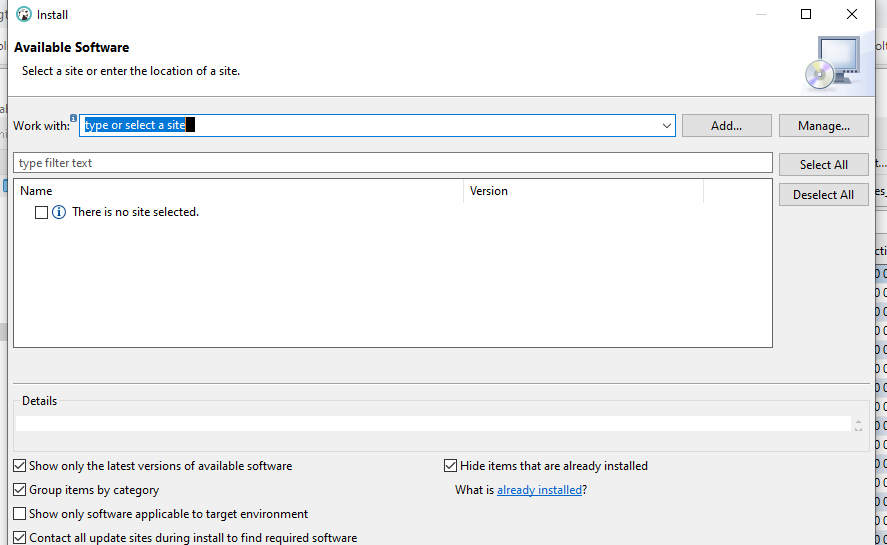 Install
Available Software
Select a site or enter the location of a site.
Work with: type or select a site Add... Manage...
type filter text Select All
Name Version Deselect All
There is no site selected.
Details
Show only the latest versions of available software Hide items that are already installed
Group items by category What is already installed?
Show only software applicable to target environment
Contact all update sites during install to find required software